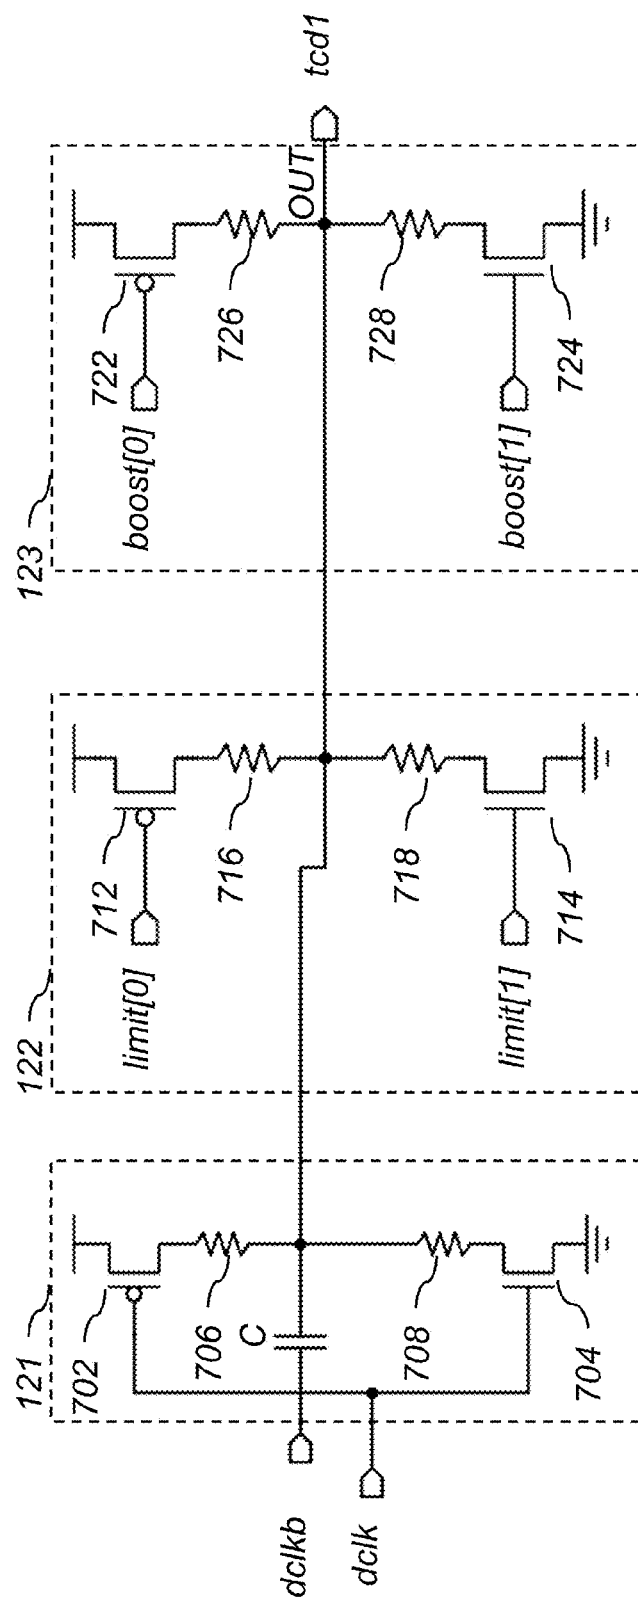 121
702
706
C
708
704
dclkb
dclk
122
712
716
718
714
limit[0]
limit[1]
123
722
726
728
724
boost[0]
boost[1]
OUT
tcd1